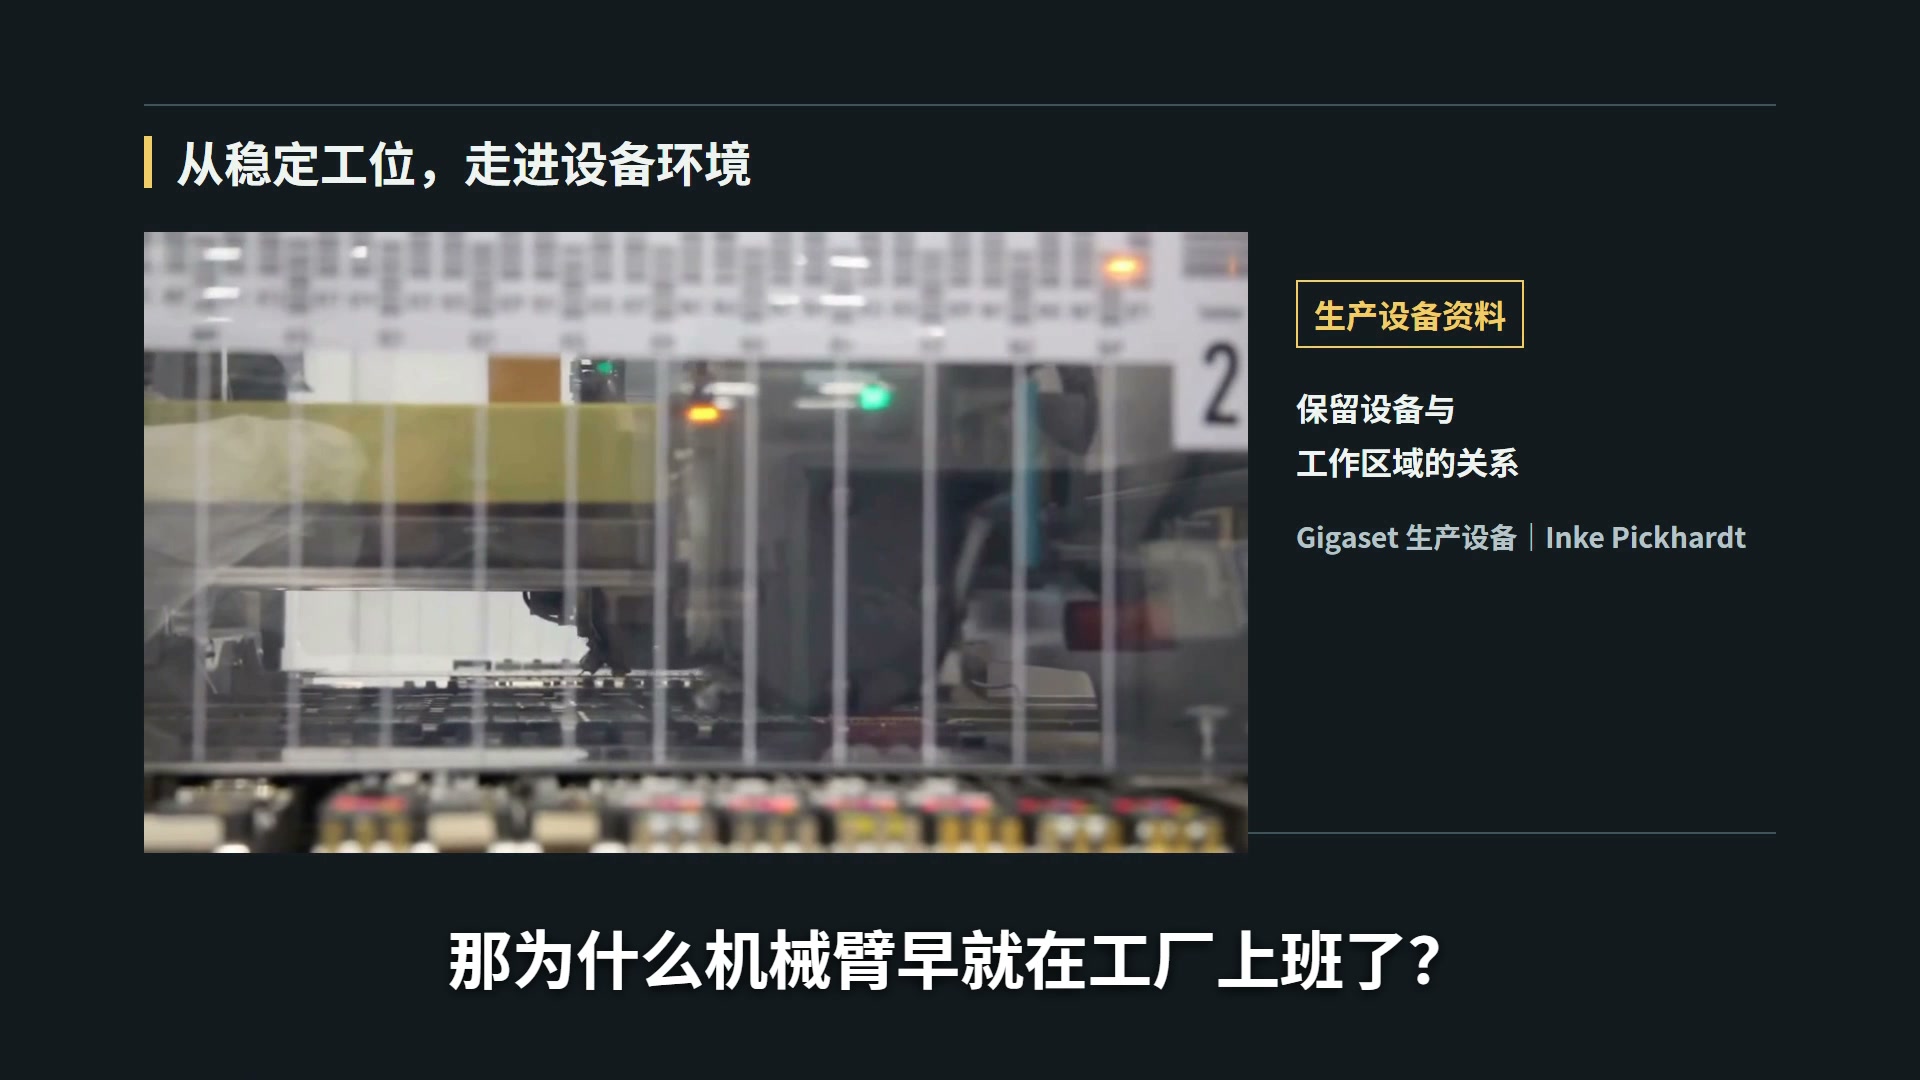 从稳定工位，走进设备环境
2
生产设备资料
保留设备与
工作区域的关系
Gigaset 生产设备｜Inke Pickhardt
那为什么机械臂早就在工厂上班了？